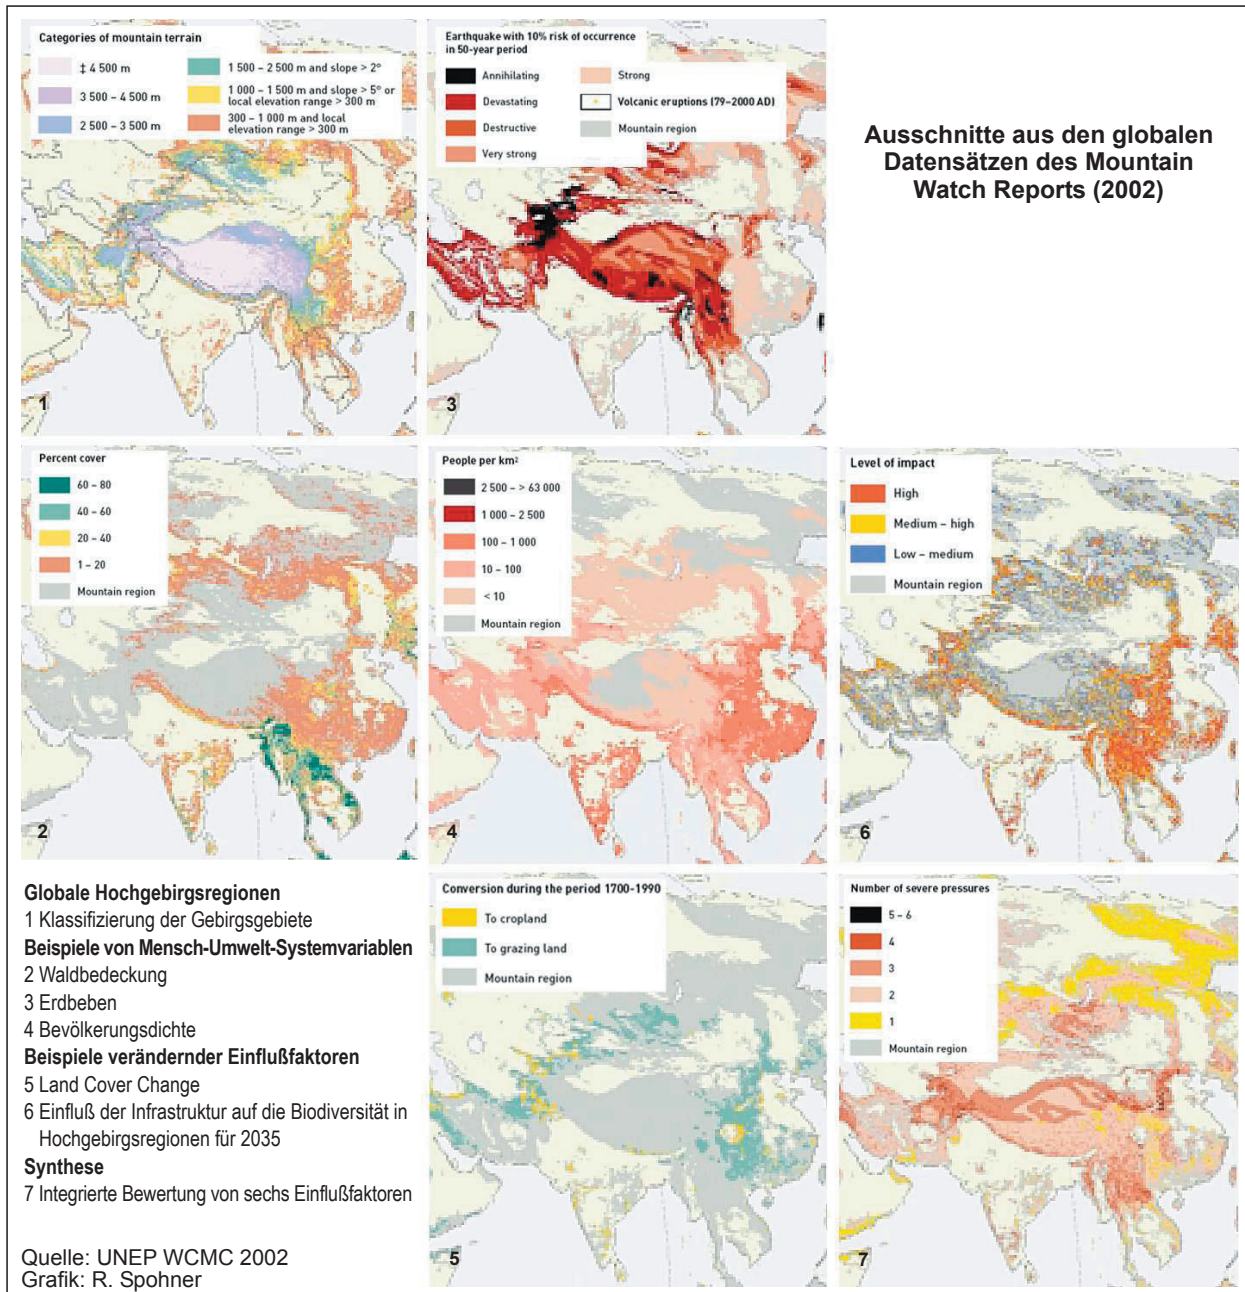 Categories of mountain terrain
‡ 4 500 m
3 500 – 4 500 m
2 500 – 3 500 m
1 500 – 2 500 m and slope > 2°
1 000 – 1 500 m and slope > 5° or
local elevation range > 300 m
300 – 1 000 m and local
elevation range > 300 m
1
Earthquake with 10% risk of occurrence
in 50-year period
Annihilating
Devastating
Destructive
Very strong
Strong
Volcanic eruptions (79–2000 AD)
Mountain region
3
Ausschnitte aus den globalen
Datensätzen des Mountain
Watch Reports (2002)
Percent cover
60 – 80
40 – 60
20 – 40
1 – 20
Mountain region
2
People per km²
2 500 – > 63 000
1 000 – 2 500
100 – 1 000
10 – 100
< 10
Mountain region
4
Level of impact
High
Medium – high
Low – medium
Mountain region
6
Globale Hochgebirgsregionen
1 Klassifizierung der Gebirgsgebiete
Beispiele von Mensch-Umwelt-Systemvariablen
2 Waldbedeckung
3 Erdbeben
4 Bevölkerungsdichte
Beispiele verändernder Einflußfaktoren
5 Land Cover Change
6 Einfluß der Infrastruktur auf die Biodiversität in
Hochgebirgsregionen für 2035
Synthese
7 Integrierte Bewertung von sechs Einflußfaktoren
Quelle: UNEP WCMC 2002
Grafik: R. Spohner
Conversion during the period 1700-1990
To cropland
To grazing land
Mountain region
5
Number of severe pressures
5 – 6
4
3
2
1
Mountain region
7